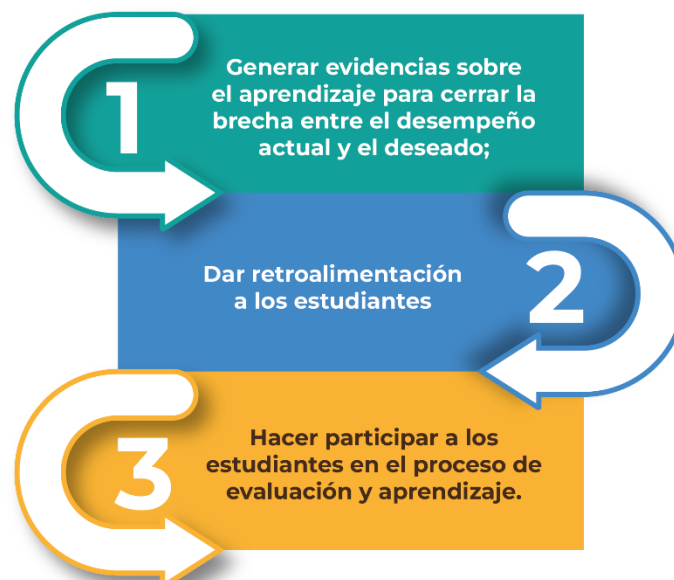 1
Generar evidencias sobre
el aprendizaje para cerrar la
brecha entre el desempeño
actual y el deseado;
Dar retroalimentación
a los estudiantes
2
3
Hacer participar a los
estudiantes en el proceso de
evaluación y aprendizaje.